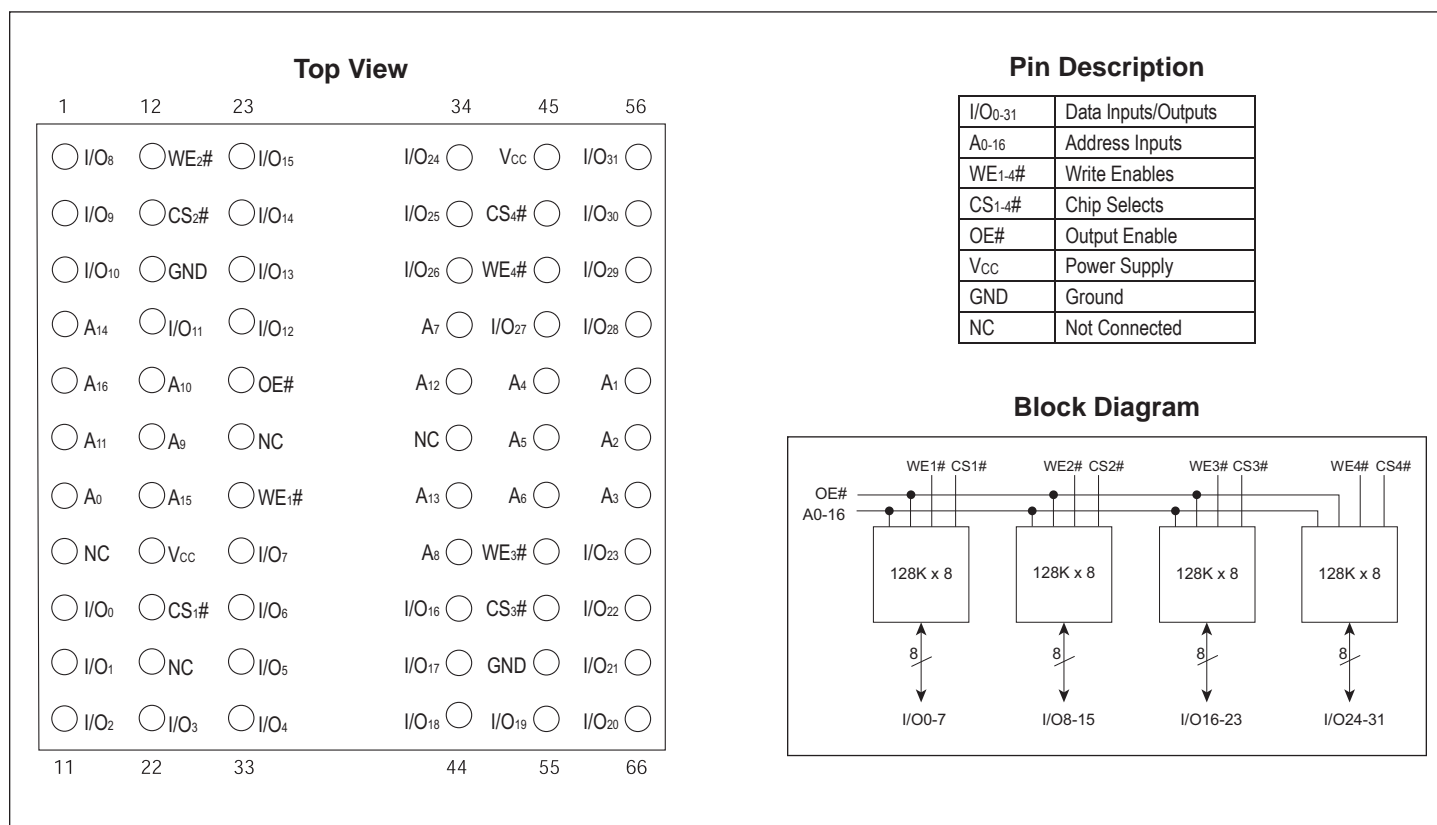 Top View
1 12 23 34 45 56
I/O8 WE2# I/O15 I/O24 VCC I/O31
I/O9 CS2# I/O14 I/O25 CS4# I/O30
I/O10 GND I/O13 I/O26 WE4# I/O29
A14 I/O11 I/O12 A7 I/O27 I/O28
A16 A10 OE# A12 A4 A1
A11 A9 NC NC A5 A2
A0 A15 WE1# A13 A6 A3
NC VCC I/O7 A8 WE3# I/O23
I/O0 CS1# I/O6 I/O16 CS3# I/O22
I/O1 NC I/O5 I/O17 GND I/O21
I/O2 I/O3 I/O4 I/O18 I/O19 I/O20
11 22 33 44 55 66
Pin Description
I/O0-31 Data Inputs/Outputs
A0-16 Address Inputs
WE1-4# Write Enables
CS1-4# Chip Selects
OE# Output Enable
VCC Power Supply
GND Ground
NC Not Connected
Block Diagram
WE1# CS1# WE2# CS2# WE3# CS3# WE4# CS4#
OE#
A0-16
128K x 8 128K x 8 128K x 8 128K x 8
8 8 8 8
I/O0-7 I/O8-15 I/O16-23 I/O24-31